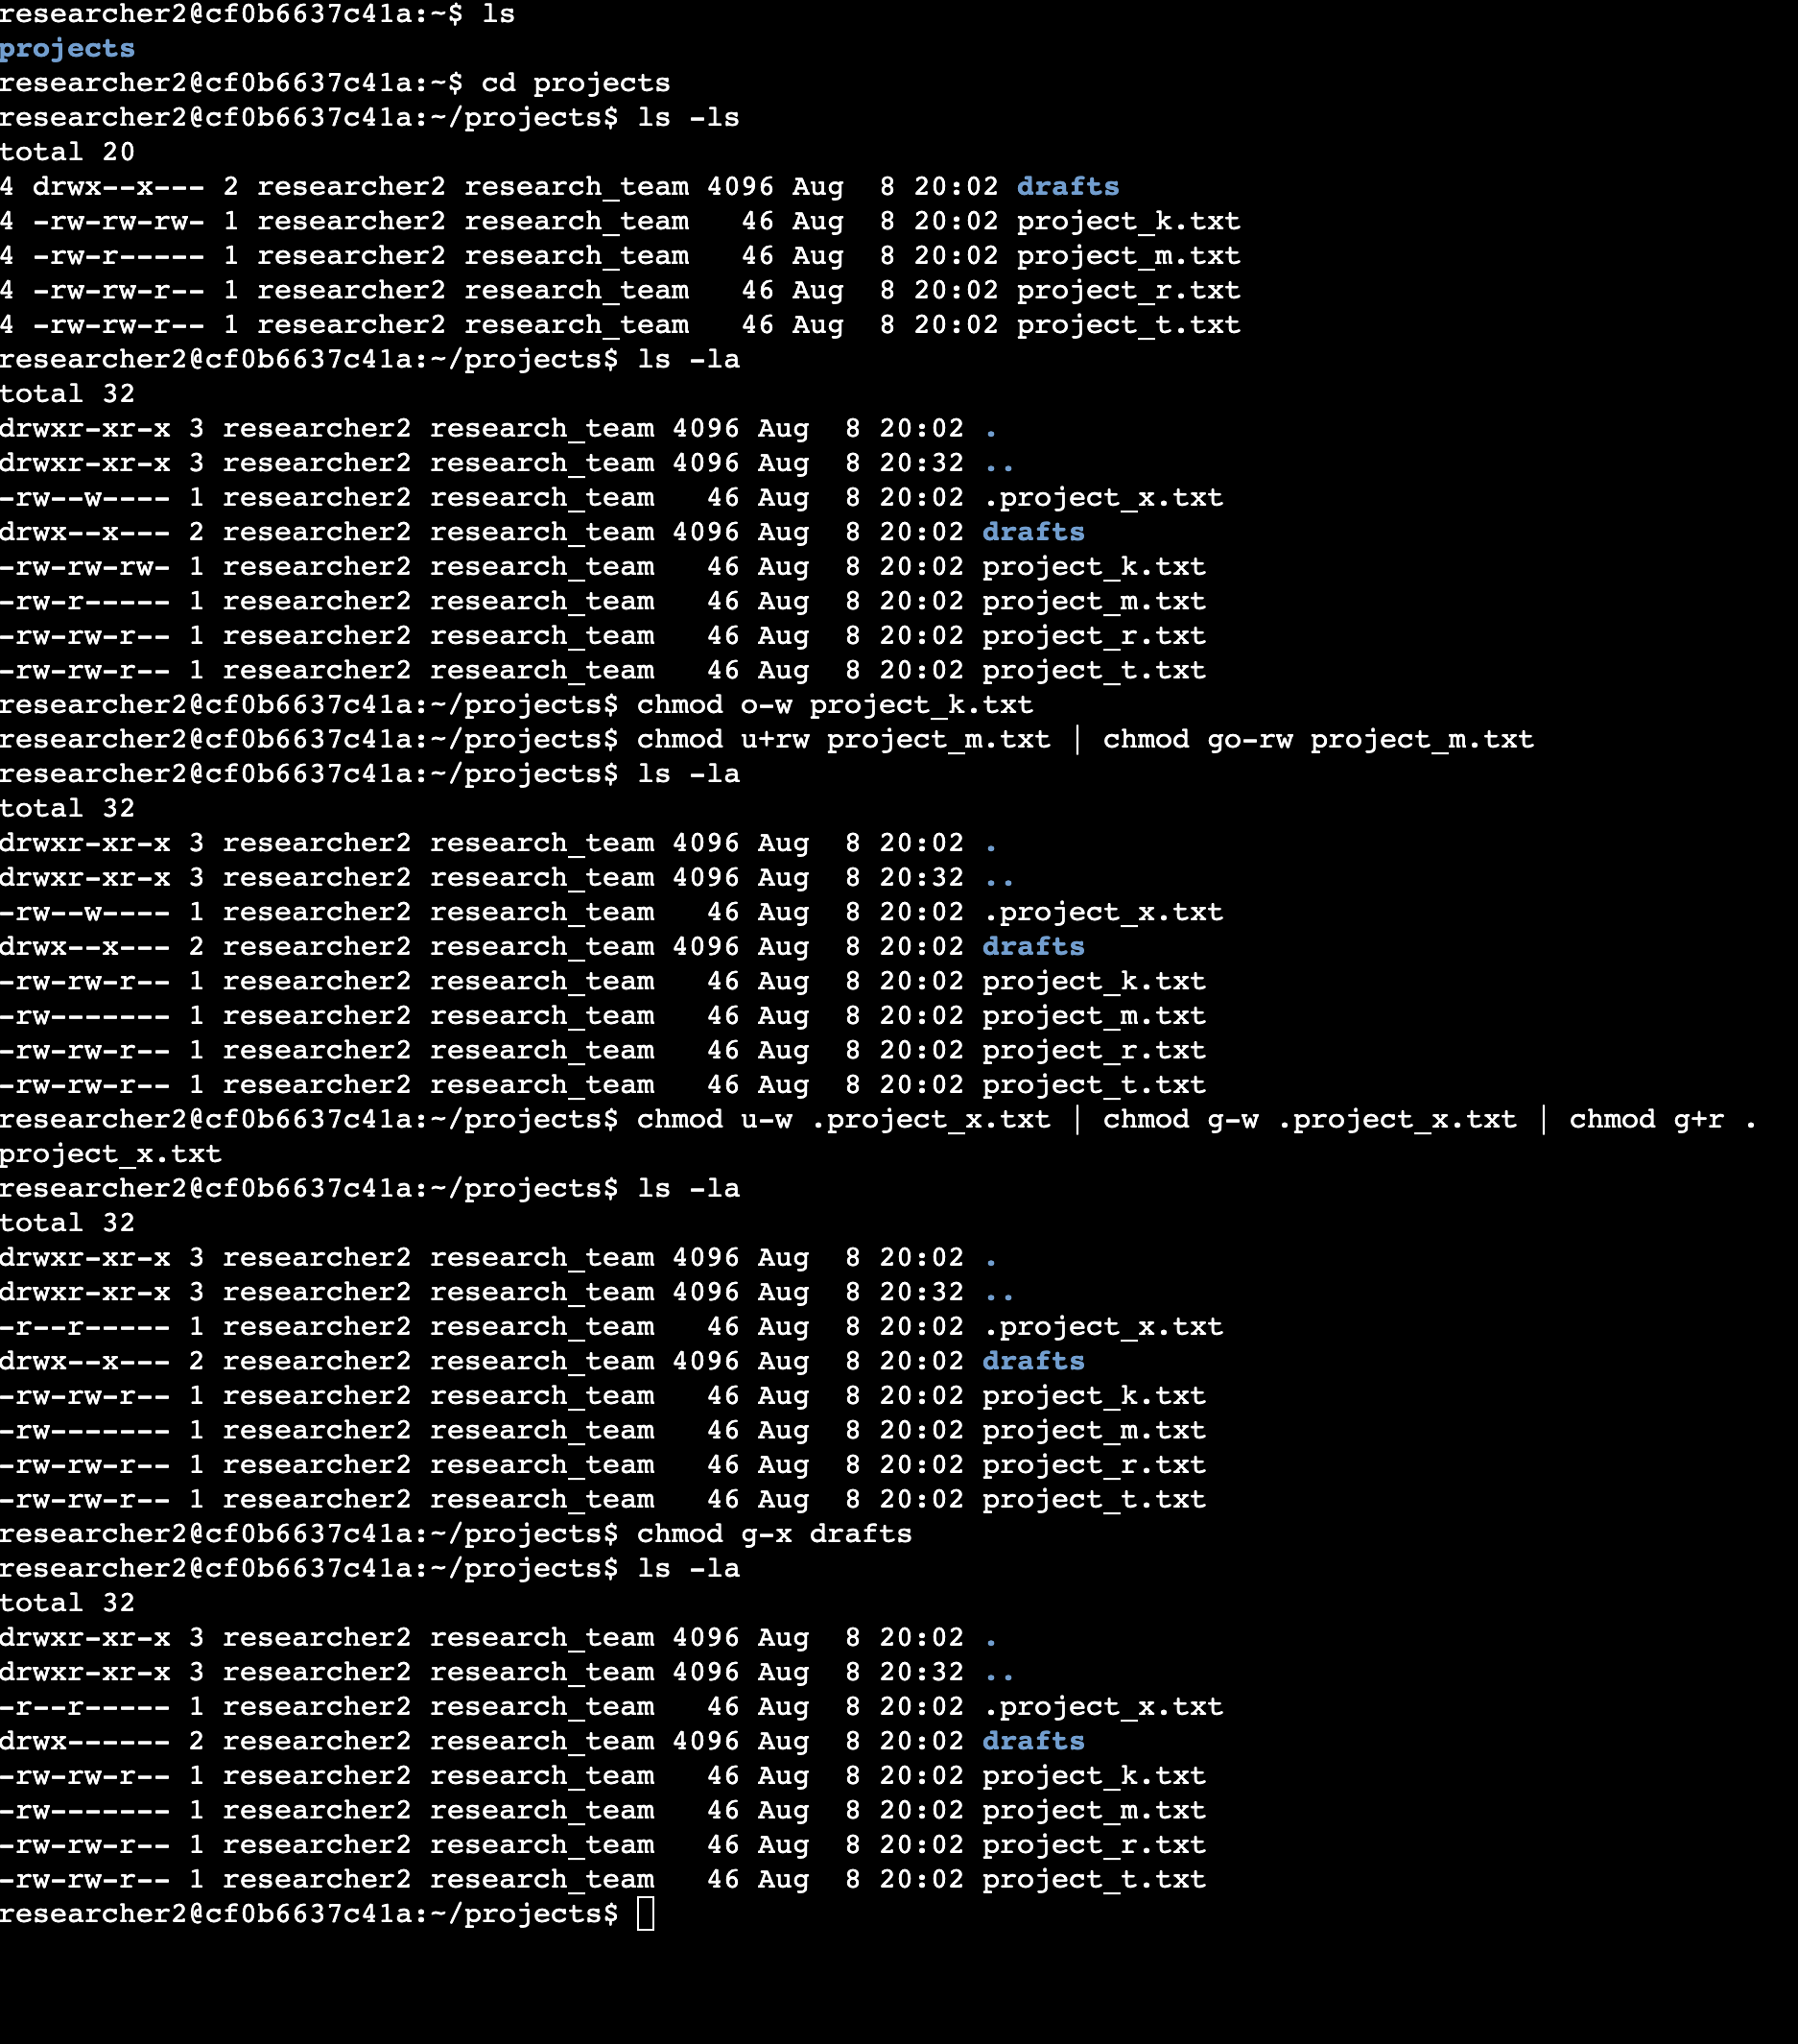 researcher2@cf0b6637c41a:~$ ls
projects
researcher2@cf0b6637c41a:~$ cd projects
researcher2@cf0b6637c41a:~/projects$ ls -ls
total 20
4 drwx--x--- 2 researcher2 research_team 4096 Aug  8 20:02 drafts
4 -rw-rw-rw- 1 researcher2 research_team   46 Aug  8 20:02 project_k.txt
4 -rw-r----- 1 researcher2 research_team   46 Aug  8 20:02 project_m.txt
4 -rw-rw-r-- 1 researcher2 research_team   46 Aug  8 20:02 project_r.txt
4 -rw-rw-r-- 1 researcher2 research_team   46 Aug  8 20:02 project_t.txt
researcher2@cf0b6637c41a:~/projects$ ls -la
total 32
drwxr-xr-x 3 researcher2 research_team 4096 Aug  8 20:02 .
drwxr-xr-x 3 researcher2 research_team 4096 Aug  8 20:32 ..
-rw--w---- 1 researcher2 research_team   46 Aug  8 20:02 .project_x.txt
drwx--x--- 2 researcher2 research_team 4096 Aug  8 20:02 drafts
-rw-rw-rw- 1 researcher2 research_team   46 Aug  8 20:02 project_k.txt
-rw-r----- 1 researcher2 research_team   46 Aug  8 20:02 project_m.txt
-rw-rw-r-- 1 researcher2 research_team   46 Aug  8 20:02 project_r.txt
-rw-rw-r-- 1 researcher2 research_team   46 Aug  8 20:02 project_t.txt
researcher2@cf0b6637c41a:~/projects$ chmod o-w project_k.txt
researcher2@cf0b6637c41a:~/projects$ chmod u+rw project_m.txt | chmod go-rw project_m.txt
researcher2@cf0b6637c41a:~/projects$ ls -la
total 32
drwxr-xr-x 3 researcher2 research_team 4096 Aug  8 20:02 .
drwxr-xr-x 3 researcher2 research_team 4096 Aug  8 20:32 ..
-rw--w---- 1 researcher2 research_team   46 Aug  8 20:02 .project_x.txt
drwx--x--- 2 researcher2 research_team 4096 Aug  8 20:02 drafts
-rw-rw-r-- 1 researcher2 research_team   46 Aug  8 20:02 project_k.txt
-rw------- 1 researcher2 research_team   46 Aug  8 20:02 project_m.txt
-rw-rw-r-- 1 researcher2 research_team   46 Aug  8 20:02 project_r.txt
-rw-rw-r-- 1 researcher2 research_team   46 Aug  8 20:02 project_t.txt
researcher2@cf0b6637c41a:~/projects$ chmod u-w .project_x.txt | chmod g-w .project_x.txt | chmod g+r .
project_x.txt
researcher2@cf0b6637c41a:~/projects$ ls -la
total 32
drwxr-xr-x 3 researcher2 research_team 4096 Aug  8 20:02 .
drwxr-xr-x 3 researcher2 research_team 4096 Aug  8 20:32 ..
-r--r----- 1 researcher2 research_team   46 Aug  8 20:02 .project_x.txt
drwx--x--- 2 researcher2 research_team 4096 Aug  8 20:02 drafts
-rw-rw-r-- 1 researcher2 research_team   46 Aug  8 20:02 project_k.txt
-rw------- 1 researcher2 research_team   46 Aug  8 20:02 project_m.txt
-rw-rw-r-- 1 researcher2 research_team   46 Aug  8 20:02 project_r.txt
-rw-rw-r-- 1 researcher2 research_team   46 Aug  8 20:02 project_t.txt
researcher2@cf0b6637c41a:~/projects$ chmod g-x drafts
researcher2@cf0b6637c41a:~/projects$ ls -la
total 32
drwxr-xr-x 3 researcher2 research_team 4096 Aug  8 20:02 .
drwxr-xr-x 3 researcher2 research_team 4096 Aug  8 20:32 ..
-r--r----- 1 researcher2 research_team   46 Aug  8 20:02 .project_x.txt
drwx------ 2 researcher2 research_team 4096 Aug  8 20:02 drafts
-rw-rw-r-- 1 researcher2 research_team   46 Aug  8 20:02 project_k.txt
-rw------- 1 researcher2 research_team   46 Aug  8 20:02 project_m.txt
-rw-rw-r-- 1 researcher2 research_team   46 Aug  8 20:02 project_r.txt
-rw-rw-r-- 1 researcher2 research_team   46 Aug  8 20:02 project_t.txt
researcher2@cf0b6637c41a:~/projects$